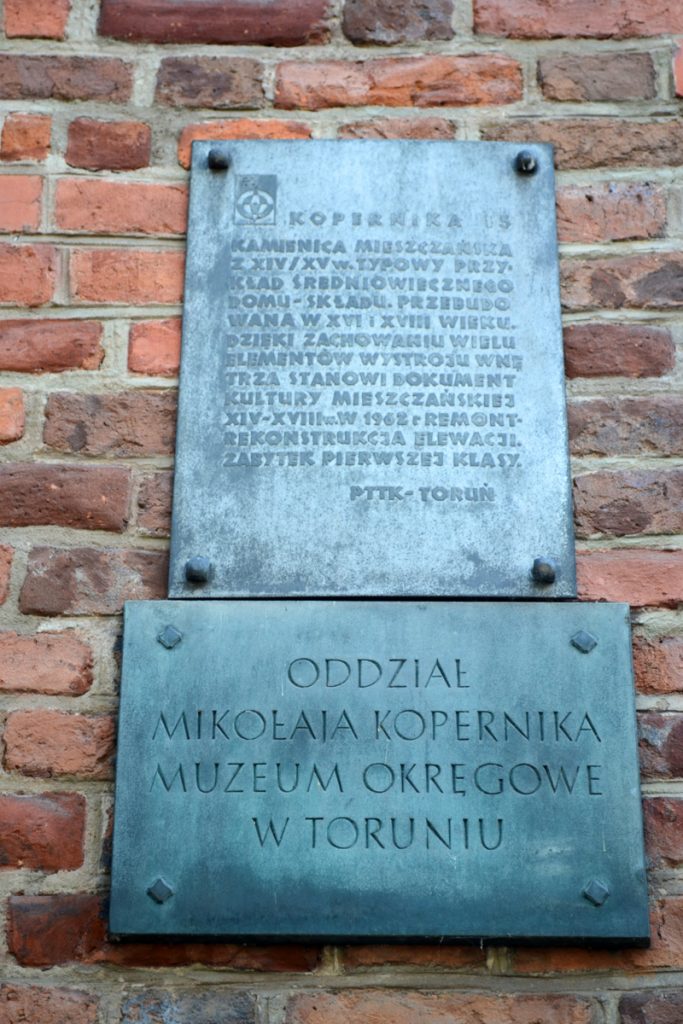 KOPERNIKA 15
KAMIENICA MIESZCZAŃSKA
Z XIV/XV w. TYPOWY PRZY-
KŁAD ŚREDNIOWIECZNEGO
DOMU-SKŁADU. PRZEBUDO
WANA W XVI i XVIII WIEKU.
DZIĘKI ZACHOWANIU WIELU
ELEMENTÓW WYSTROJU WNĘ
TRZA STANOWI DOKUMENT
KULTURY MIESZCZAŃSKIEJ
XIV-XVIII w. W 1962 r REMONT-
REKONSTRUKCJA ELEWACJI.
ZABYTEK PIERWSZEJ KLASY.
PTTK-TORUŃ
ODDZIAŁ
MIKOŁAJA KOPERNIKA
MUZEUM OKRĘGOWE
W TORUNIU